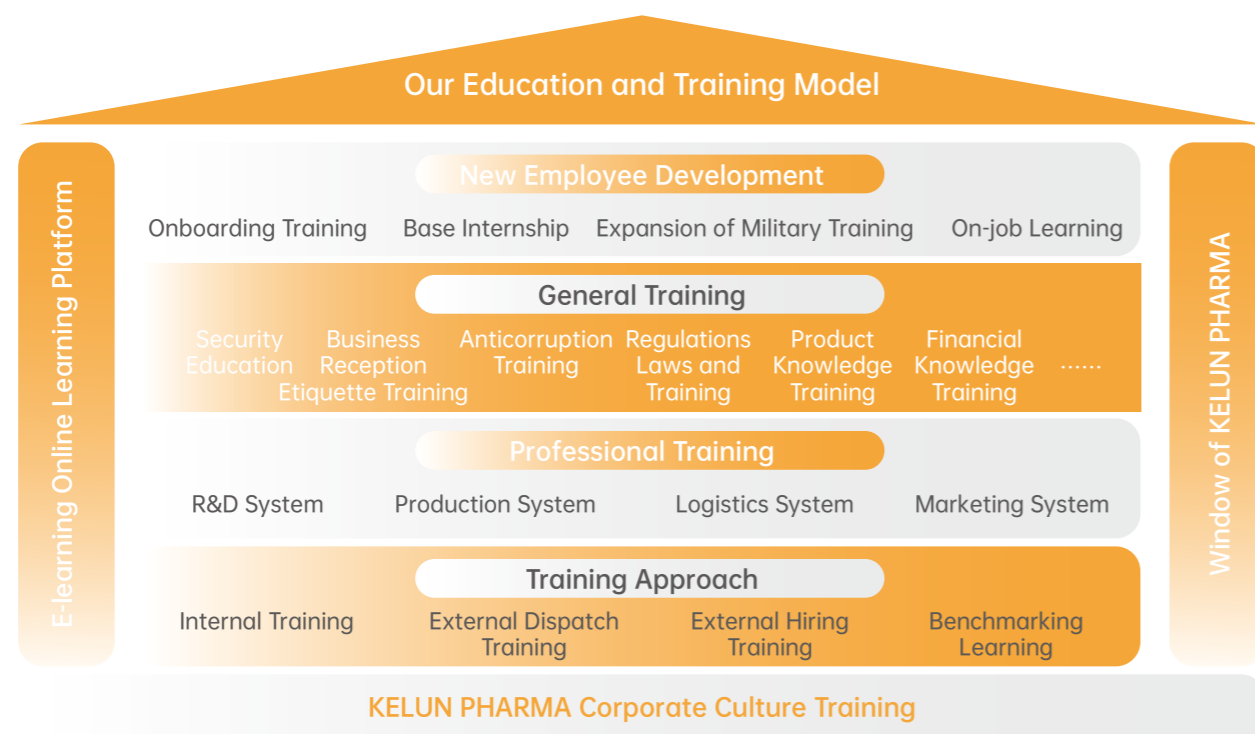 Our Education and Training Model
E-learning Online Learning Platform
New Employee Development
Onboarding Training
Base Internship
Expansion of Military Training
On-job Learning
General Training
Security
Education
Business
Reception
Etiquette Training
Anticorruption
Training
Regulations
Laws and
Training
Product
Knowledge
Training
Financial
Knowledge
Training
......
Professional Training
R&D System
Production System
Logistics System
Marketing System
Training Approach
Internal Training
External Dispatch
Training
External Hiring
Training
Benchmarking
Learning
Window of KELUN PHARMA
KELUN PHARMA Corporate Culture Training